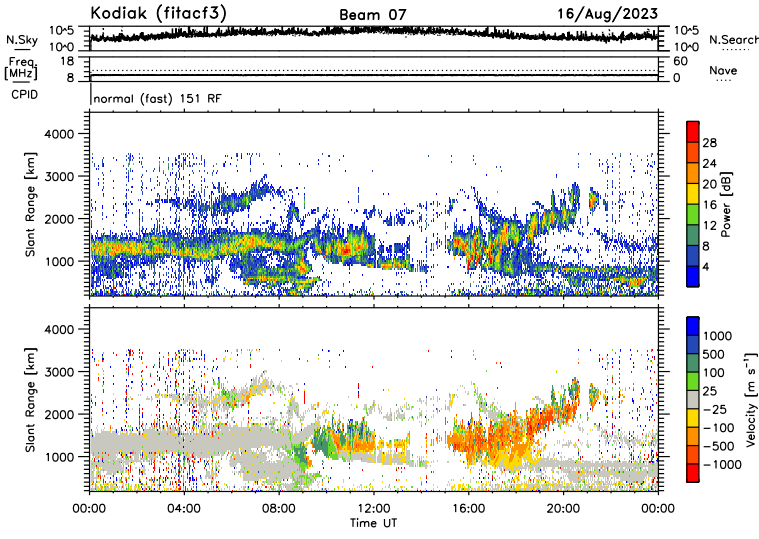 Kodiak (fitacf3) Beam 07 16/Aug/2023
N.Sky 10^5 10^0 10^5 10^0 N.Search
Freq. [MHz] 18 8 60 0 Nave
CPID normal (fast) 151 RF
Slant Range [km] 4000 3000 2000 1000
Power [dB] 28 24 20 16 12 8 4
Slant Range [km] 4000 3000 2000 1000
Velocity [m s⁻¹] 1000 500 100 25 −25 −100 −500 −1000
00:00 04:00 08:00 12:00 16:00 20:00 00:00
Time UT